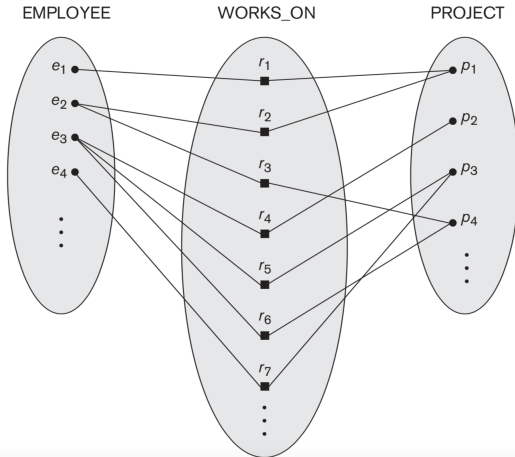 EMPLOYEE WORKS_ON PROJECT
e1 r1 p1
e2 r2 p2
e3 r3 p3
e4 r4 p4
r5
r6
r7